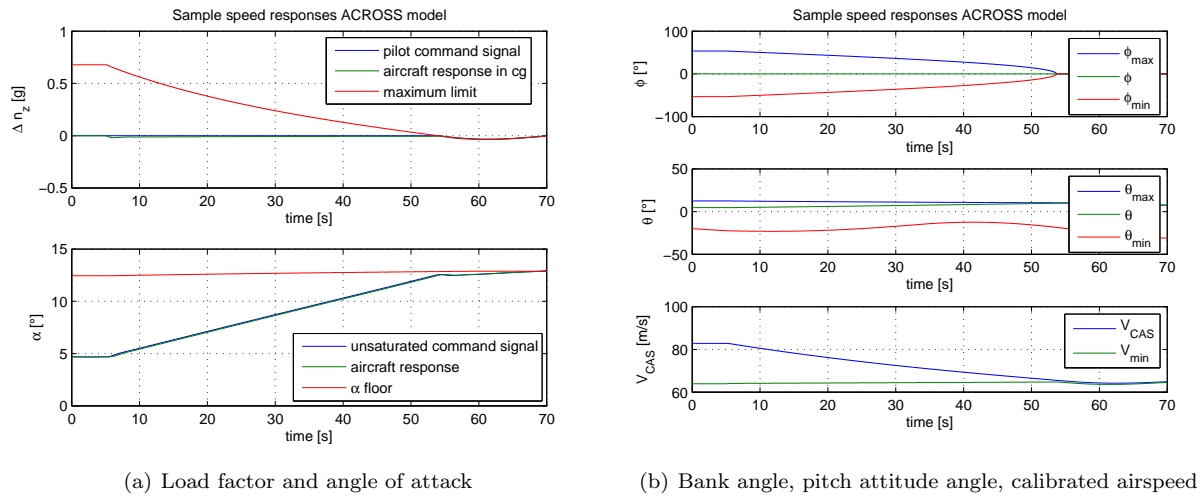 Sample speed responses ACROSS model
1
0.5
0
−0.5
Δ n_z [g]
pilot command signal
aircraft response in cg
maximum limit
0 10 20 30 40 50 60 70
time [s]
15
10
5
0
α [°]
unsaturated command signal
aircraft response
α floor
0 10 20 30 40 50 60 70
time [s]
(a) Load factor and angle of attack
Sample speed responses ACROSS model
100
0
−100
ϕ [°]
ϕ_max
ϕ
ϕ_min
0 10 20 30 40 50 60 70
time [s]
50
0
−50
θ [°]
θ_max
θ
θ_min
0 10 20 30 40 50 60 70
time [s]
100
80
60
V_CAS [m/s]
V_CAS
V_min
0 10 20 30 40 50 60 70
time [s]
(b) Bank angle, pitch attitude angle, calibrated airspeed